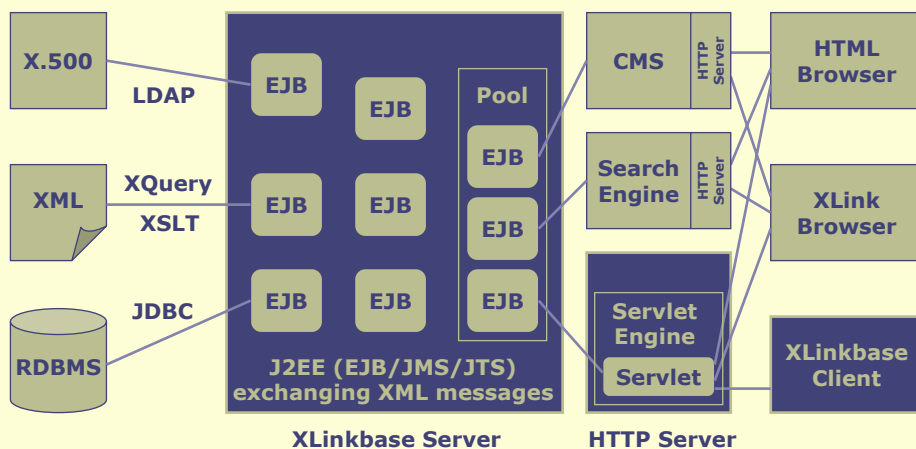 X.500
LDAP
XML
XQuery
XSLT
RDBMS
JDBC
EJB
EJB
EJB
EJB
EJB
EJB
Pool
EJB
EJB
EJB
J2EE (EJB/JMS/JTS)
exchanging XML messages
XLinkbase Server
CMS
HTTP
Server
Search
Engine
HTTP
Server
Servlet
Engine
Servlet
HTTP Server
HTML
Browser
XLink
Browser
XLinkbase
Client